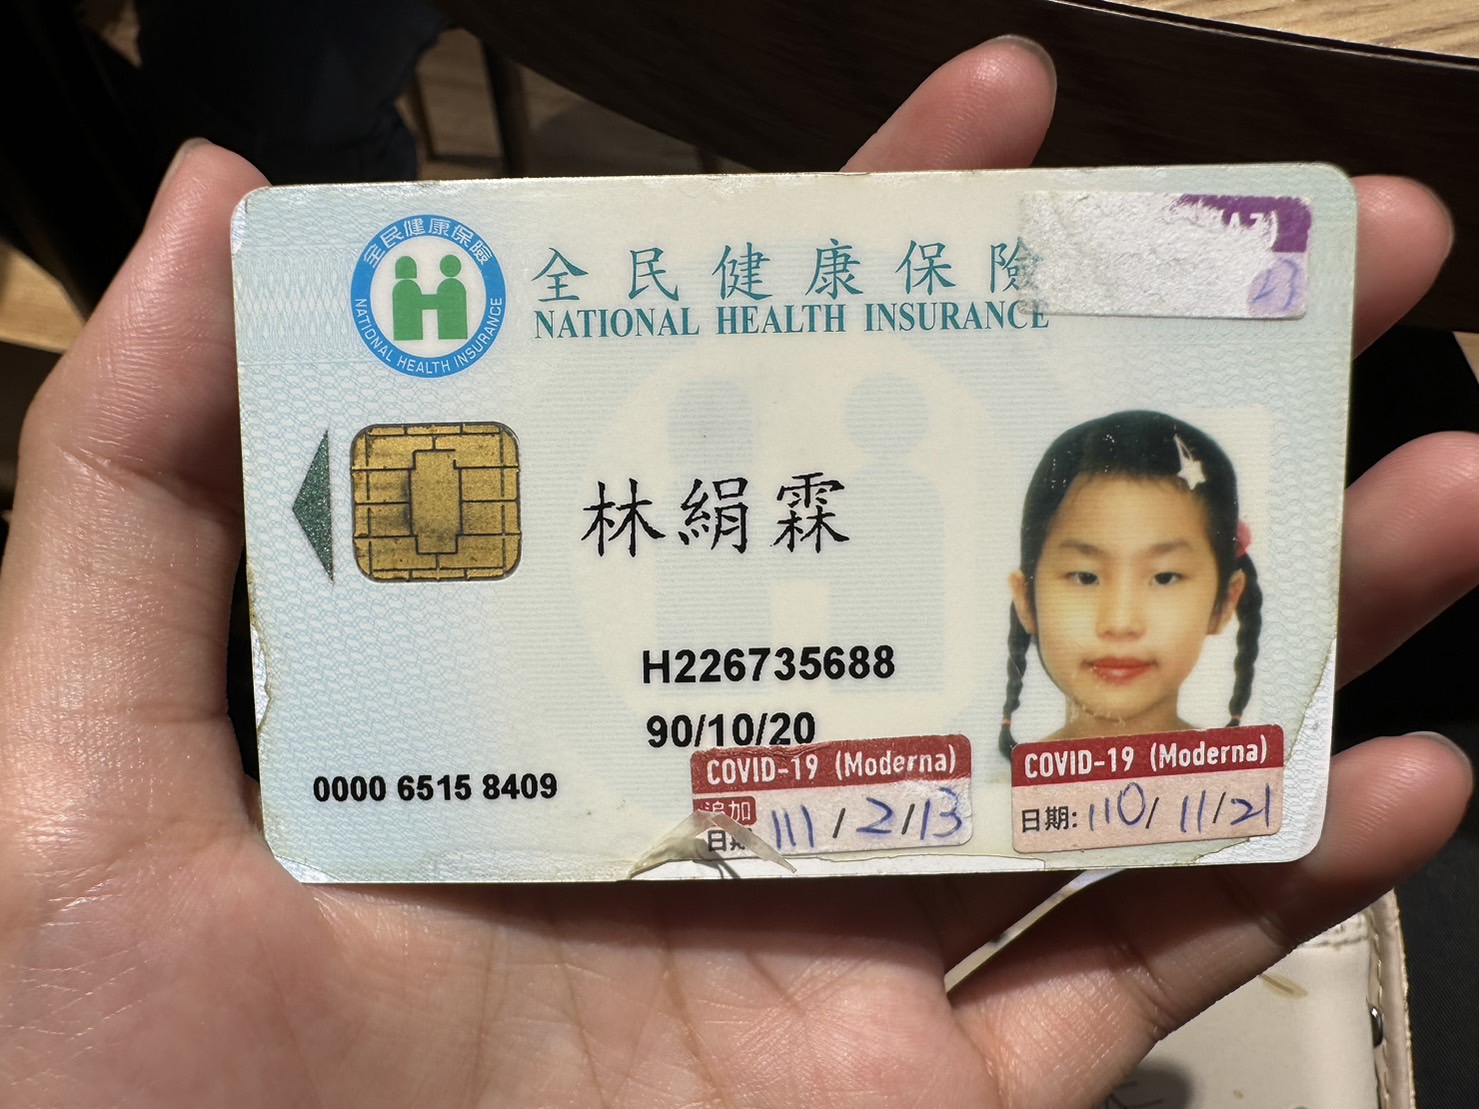 全民健康保險
NATIONAL HEALTH INSURANCE
全民健康保險
NATIONAL HEALTH INSURANCE
林絹霖
H226735688
90/10/20
0000 6515 8409
COVID-19 (Moderna)
追加
日期 111/2/13
COVID-19 (Moderna)
日期: 110/11/21